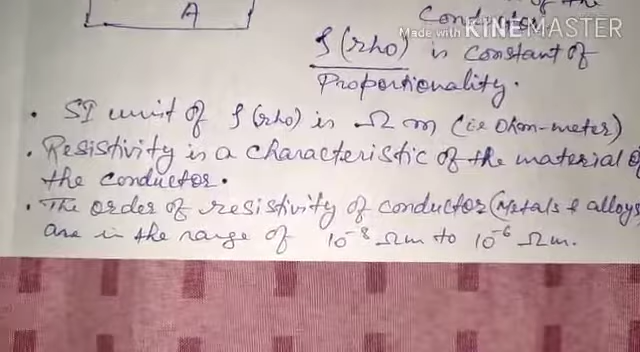 of the
A
Conductor
Made with KINEMASTER
ρ (rho) is constant of
Proportionality.
• SI unit of ρ (rho) is Ω m (ie Ohm-meter)
• Resistivity is a characteristic of the material of
the conductor.
• The order of resistivity of conductor (Metals & alloys
are in the range of 10⁻⁸ Ωm to 10⁻⁶ Ωm.